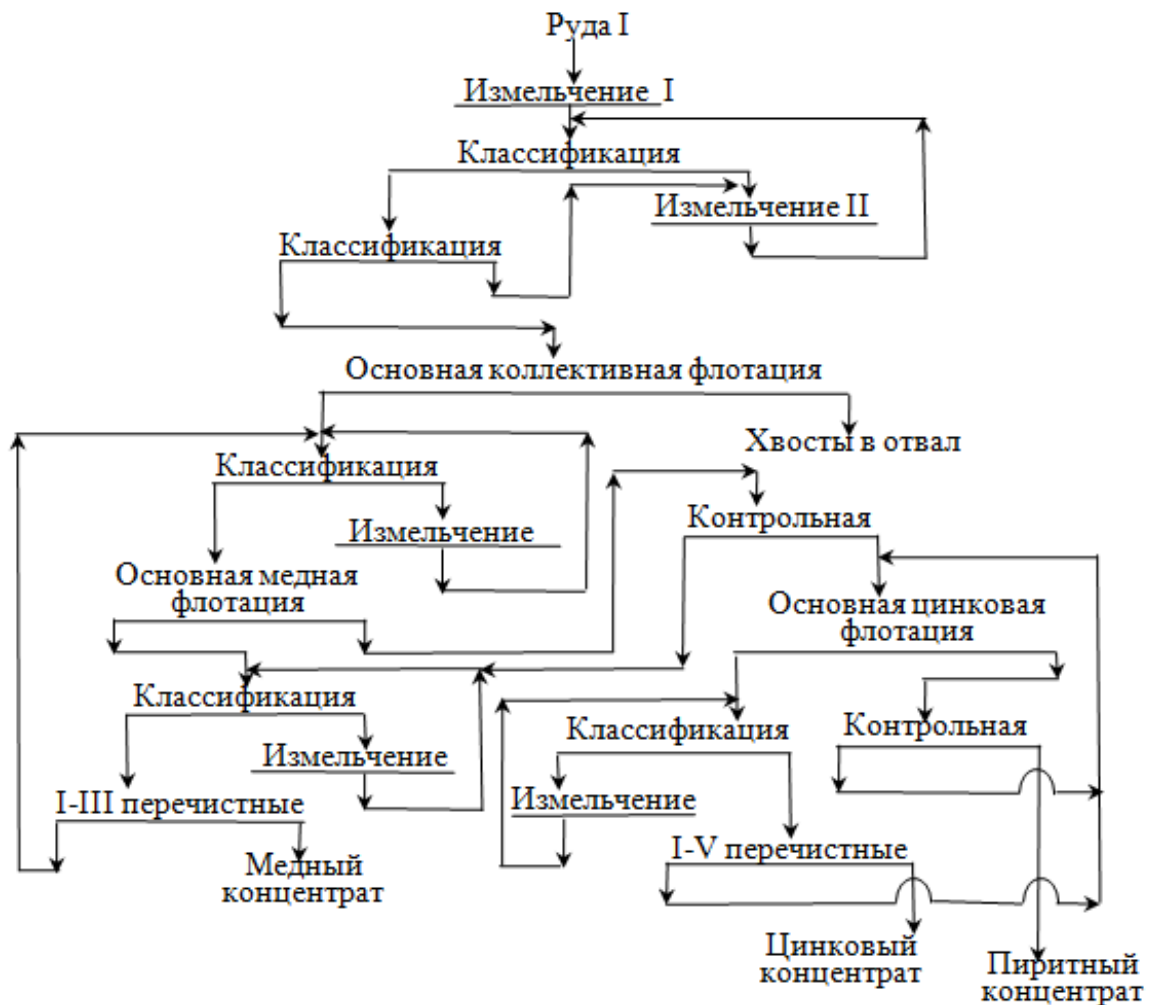 Руда I
Измельчение I
Классификация
Измельчение II
Классификация
Основная коллективная флотация
Хвосты в отвал
Классификация
Контрольная
Измельчение
Основная медная
флотация
Основная цинковая
флотация
Классификация
Классификация
Контрольная
Измельчение
Измельчение
I-III перечистные
I-V перечистные
Медный
концентрат
Цинковый
концентрат
Пиритный
концентрат